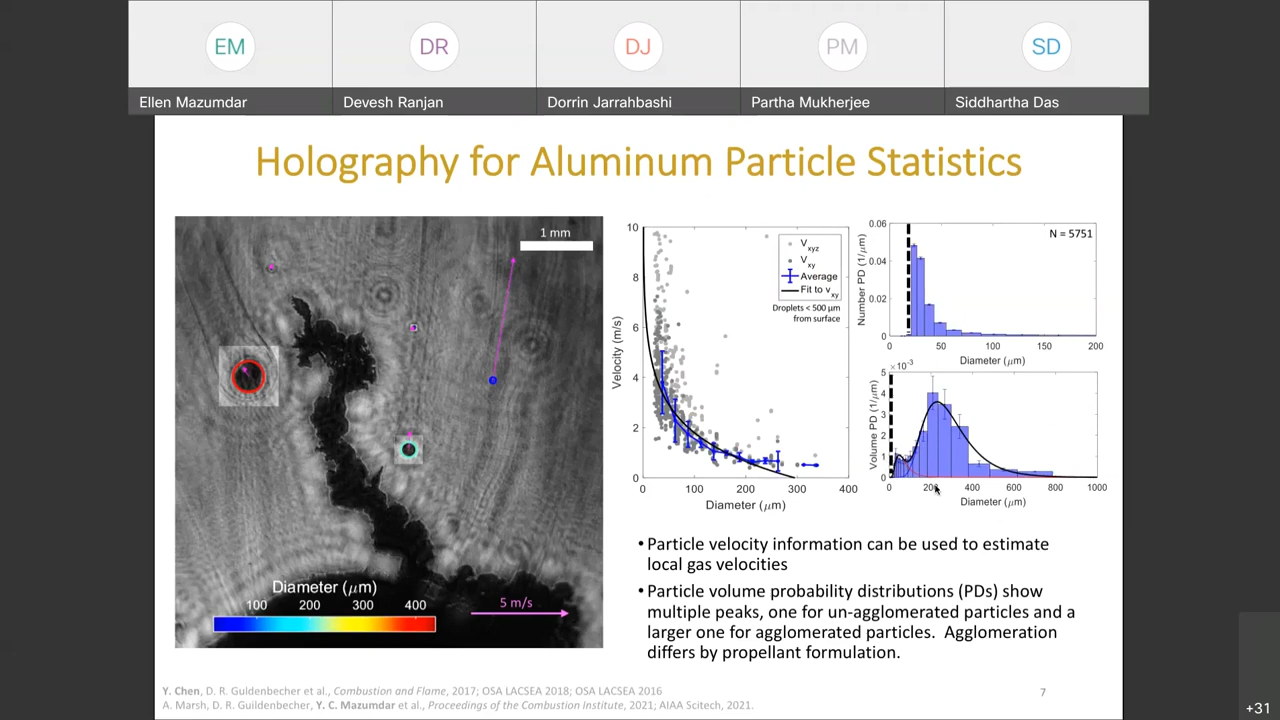 EM
DR
DJ
PM
SD
Ellen Mazumdar
Devesh Ranjan
Dorrin Jarrahbashi
Partha Mukherjee
Siddhartha Das
Holography for Aluminum Particle Statistics
1 mm
Diameter (μm)
100 200 300 400
5 m/s
10
8
6
4
2
0
Velocity (m/s)
0 100 200 300 400
Diameter (μm)
Vxyz
Vxy
Average
Fit to vxy
Droplets < 500 μm
from surface
0.06
0.04
0.02
0
Number PD (1/μm)
N = 5751
0 50 100 150 200
Diameter (μm)
×10-3
5
4
3
2
1
0
Volume PD (1/μm)
0 200 400 600 800 1000
Diameter (μm)
• Particle velocity information can be used to estimate
local gas velocities
• Particle volume probability distributions (PDs) show
multiple peaks, one for un-agglomerated particles and a
larger one for agglomerated particles. Agglomeration
differs by propellant formulation.
Y. Chen, D. R. Guldenbecher et al., Combustion and Flame, 2017; OSA LACSEA 2018; OSA LACSEA 2016
A. Marsh, D. R. Guildenbecher, Y. C. Mazumdar et al., Proceedings of the Combustion Institute, 2021; AIAA Scitech, 2021.
7
+31